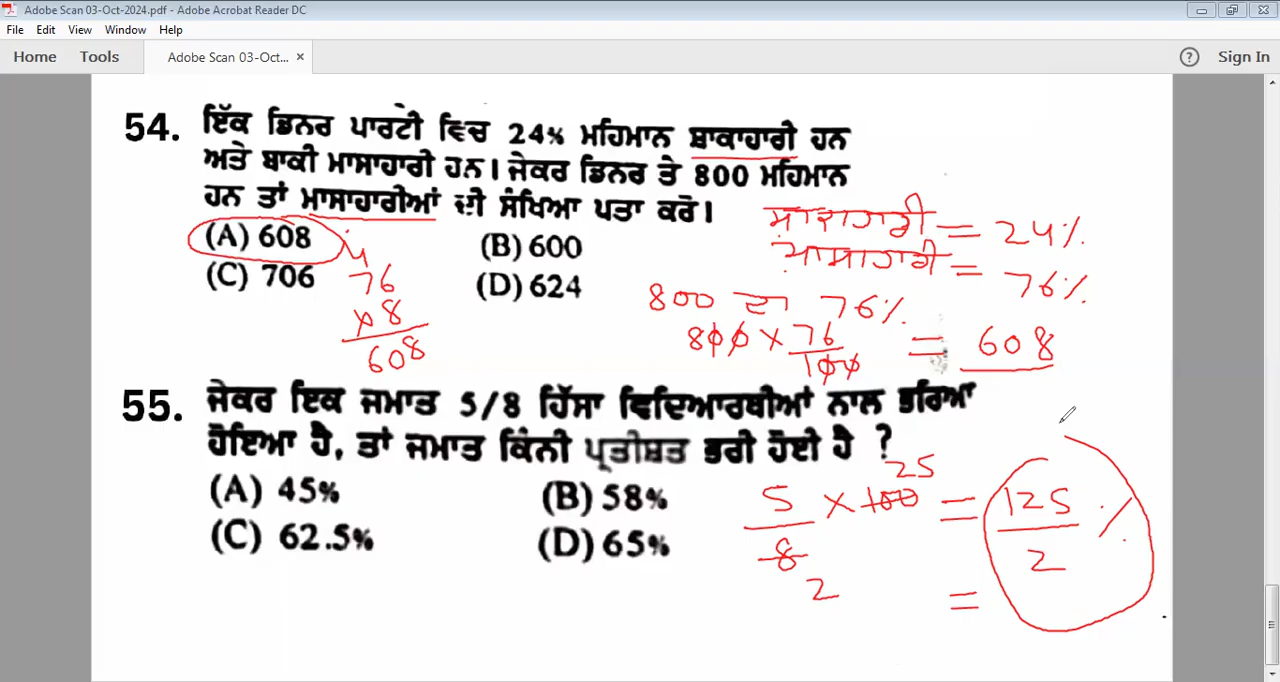 Adobe Scan 03-Oct-2024.pdf - Adobe Acrobat Reader DC
File Edit View Window Help
Home Tools Adobe Scan 03-Oct... × ? Sign In
54. ਇੱਕ ਡਿਨਰ ਪਾਰਟੀ ਵਿਚ 24% ਮਹਿਮਾਨ ਸ਼ਾਕਾਹਾਰੀ ਹਨ
ਅਤੇ ਬਾਕੀ ਮਾਸਾਹਾਰੀ ਹਨ। ਜੇਕਰ ਡਿਨਰ ਤੇ 800 ਮਹਿਮਾਨ
ਹਨ ਤਾਂ ਮਾਸਾਹਾਰੀਆਂ ਦੀ ਸੰਖਿਆ ਪਤਾ ਕਰੋ।
(A) 608 (B) 600
(C) 706 (D) 624
4
76
×8
608
= 24%
= 76%
800 ਦਾ 76%
800 × 76/100 = 608
55. ਜੇਕਰ ਇਕ ਜਮਾਤ 5/8 ਹਿੱਸਾ ਵਿਦਿਆਰਥੀਆਂ ਨਾਲ ਭਰਿਆ
ਹੋਇਆ ਹੈ, ਤਾਂ ਜਮਾਤ ਕਿੰਨੀ ਪ੍ਰਤੀਸ਼ਤ ਭਰੀ ਹੋਈ ਹੈ ?
(A) 45% (B) 58%
(C) 62.5% (D) 65%
25
5/8 × 100 = 125/2 %
2
=